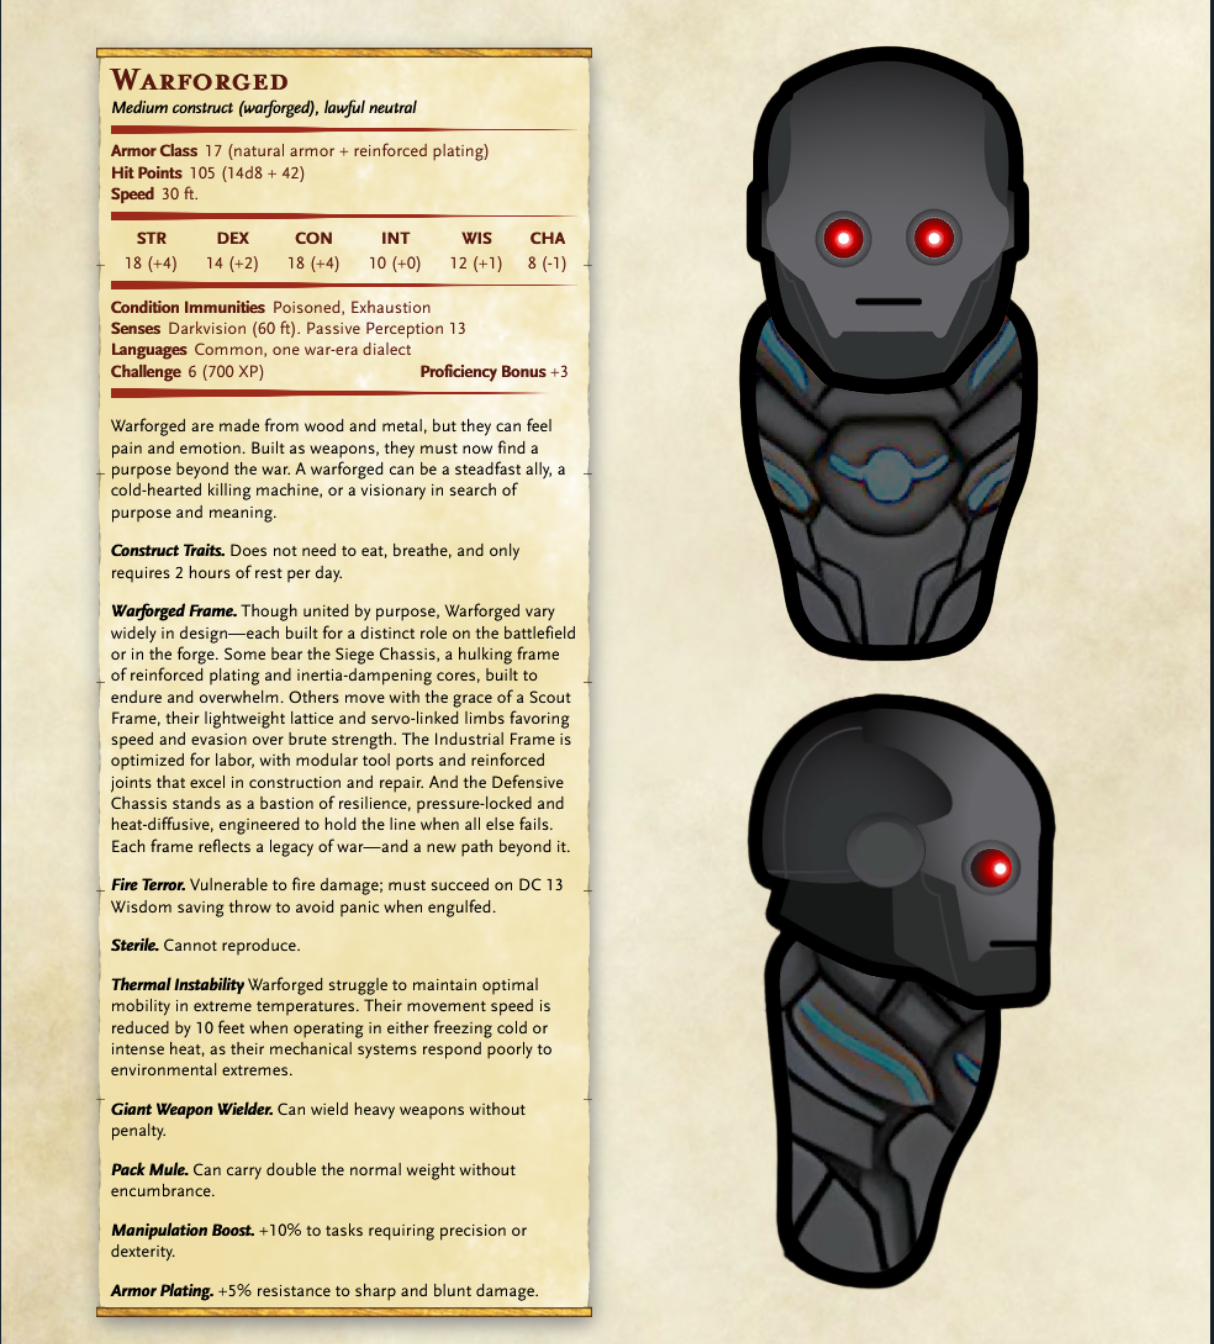 Warforged
Medium construct (warforged), lawful neutral
Armor Class 17 (natural armor + reinforced plating)
Hit Points 105 (14d8 + 42)
Speed 30 ft.
STR DEX CON INT WIS CHA
18 (+4) 14 (+2) 18 (+4) 10 (+0) 12 (+1) 8 (-1)
Condition Immunities Poisoned, Exhaustion
Senses Darkvision (60 ft). Passive Perception 13
Languages Common, one war-era dialect
Challenge 6 (700 XP) Proficiency Bonus +3
Warforged are made from wood and metal, but they can feel
pain and emotion. Built as weapons, they must now find a
purpose beyond the war. A warforged can be a steadfast ally, a
cold-hearted killing machine, or a visionary in search of
purpose and meaning.
Construct Traits. Does not need to eat, breathe, and only
requires 2 hours of rest per day.
Warforged Frame. Though united by purpose, Warforged vary
widely in design—each built for a distinct role on the battlefield
or in the forge. Some bear the Siege Chassis, a hulking frame
of reinforced plating and inertia-dampening cores, built to
endure and overwhelm. Others move with the grace of a Scout
Frame, their lightweight lattice and servo-linked limbs favoring
speed and evasion over brute strength. The Industrial Frame is
optimized for labor, with modular tool ports and reinforced
joints that excel in construction and repair. And the Defensive
Chassis stands as a bastion of resilience, pressure-locked and
heat-diffusive, engineered to hold the line when all else fails.
Each frame reflects a legacy of war—and a new path beyond it.
Fire Terror. Vulnerable to fire damage; must succeed on DC 13
Wisdom saving throw to avoid panic when engulfed.
Sterile. Cannot reproduce.
Thermal Instability Warforged struggle to maintain optimal
mobility in extreme temperatures. Their movement speed is
reduced by 10 feet when operating in either freezing cold or
intense heat, as their mechanical systems respond poorly to
environmental extremes.
Giant Weapon Wielder. Can wield heavy weapons without
penalty.
Pack Mule. Can carry double the normal weight without
encumbrance.
Manipulation Boost. +10% to tasks requiring precision or
dexterity.
Armor Plating. +5% resistance to sharp and blunt damage.